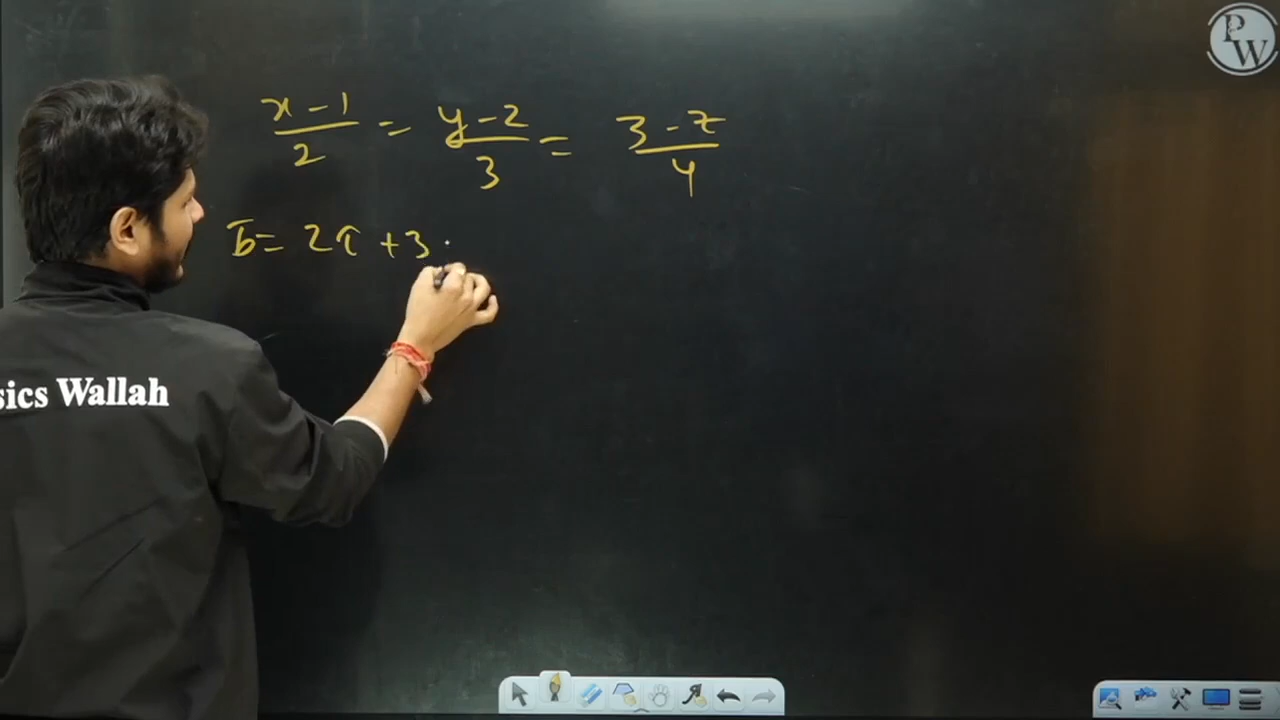 PW
x - 1 / 2 = y - 2 / 3 = 3 - z / 4
b̄ = 2î + 3
sics Wallah